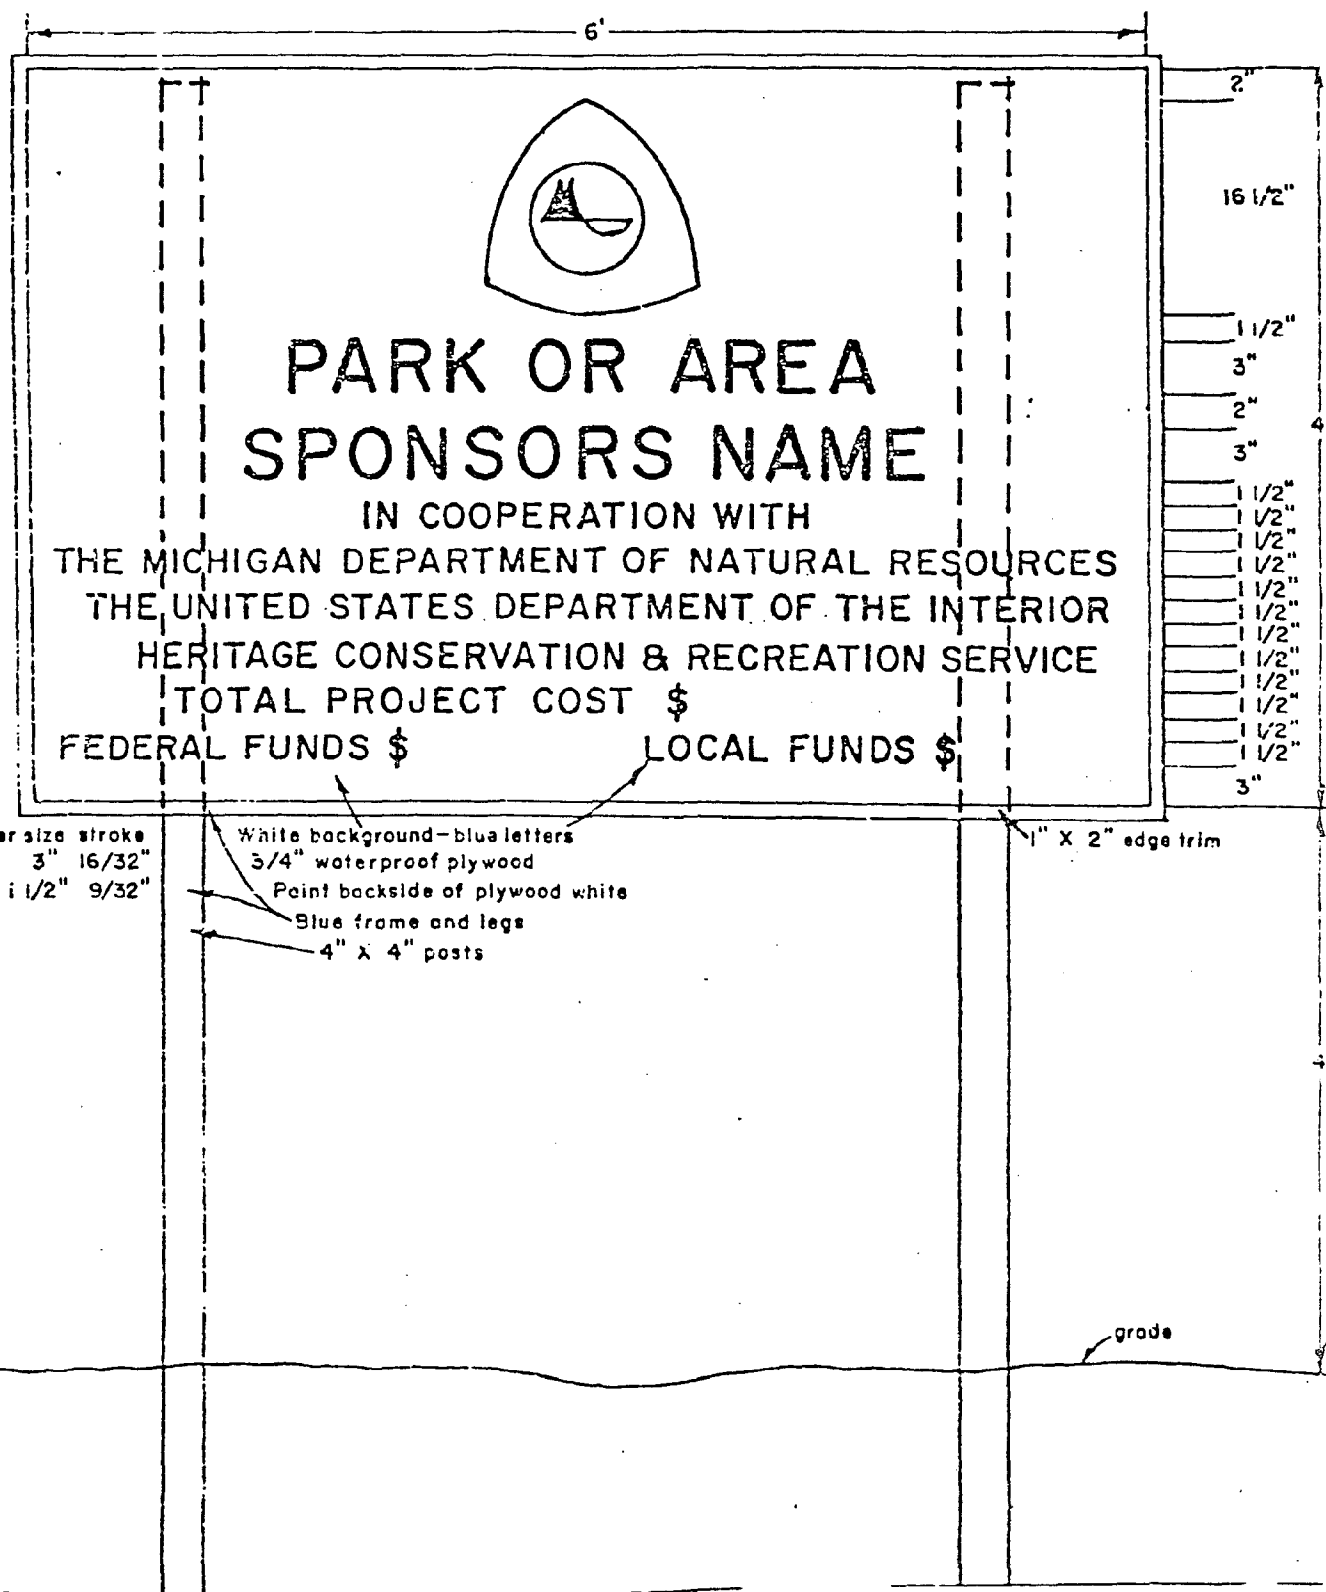 6'
2"
16 1/2"
PARK OR AREA
1 1/2"
3"
2"
SPONSORS NAME
3"
IN COOPERATION WITH
1 1/2"
1 1/2"
THE MICHIGAN DEPARTMENT OF NATURAL RESOURCES
1 1/2"
1 1/2"
THE UNITED STATES DEPARTMENT OF THE INTERIOR
1 1/2"
1 1/2"
HERITAGE CONSERVATION & RECREATION SERVICE
1 1/2"
1 1/2"
TOTAL PROJECT COST $
1 1/2"
1 1/2"
FEDERAL FUNDS $ LOCAL FUNDS $
1 1/2"
1 1/2"
3"
4
size stroke
3" 16/32"
1 1/2" 9/32"
White background-blue letters
3/4" waterproof plywood
Paint backside of plywood white
Blue frame and legs
4" X 4" posts
1" X 2" edge trim
grade